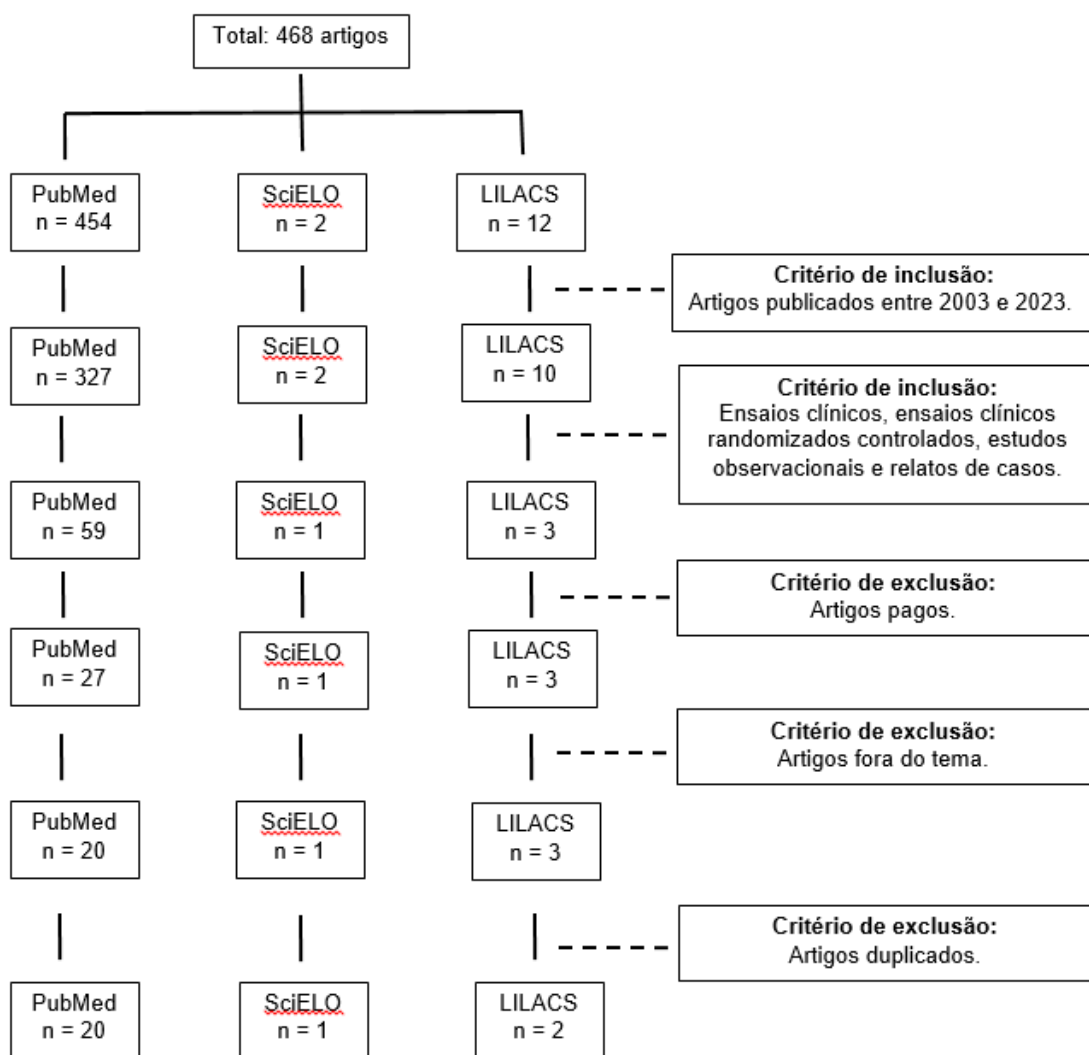 Total: 468 artigos
PubMed
n = 454
SciELO
n = 2
LILACS
n = 12
Critério de inclusão:
Artigos publicados entre 2003 e 2023.
PubMed
n = 327
SciELO
n = 2
LILACS
n = 10
Critério de inclusão:
Ensaios clínicos, ensaios clínicos
randomizados controlados, estudos
observacionais e relatos de casos.
PubMed
n = 59
SciELO
n = 1
LILACS
n = 3
Critério de exclusão:
Artigos pagos.
PubMed
n = 27
SciELO
n = 1
LILACS
n = 3
Critério de exclusão:
Artigos fora do tema.
PubMed
n = 20
SciELO
n = 1
LILACS
n = 3
Critério de exclusão:
Artigos duplicados.
PubMed
n = 20
SciELO
n = 1
LILACS
n = 2